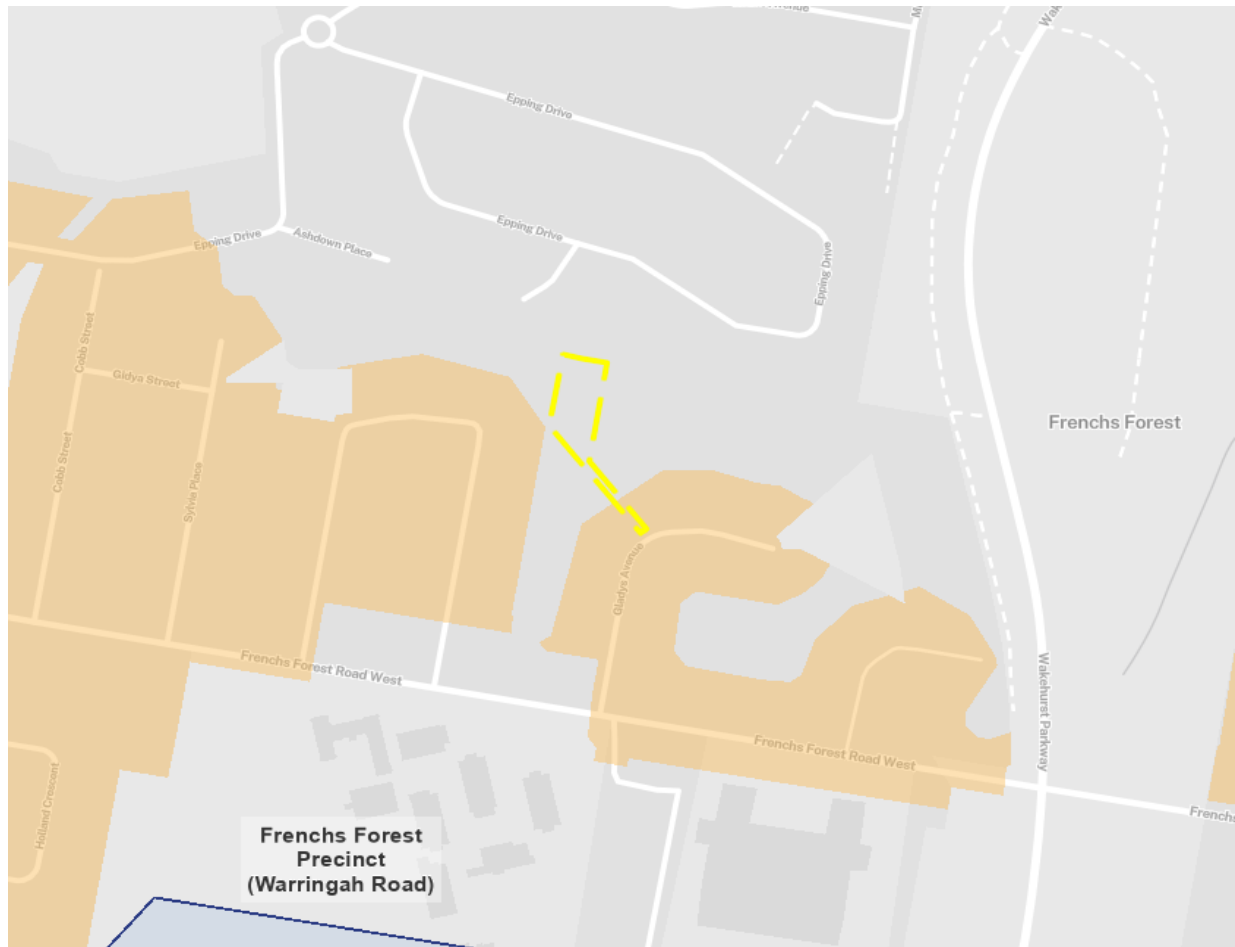 Epping Drive
Epping Drive
Epping Drive
Ashdown Place
Epping Drive
Cobb Street
Gidya Street
Frenchs Forest
Cobb Street
Sylvia Place
Gladys Avenue
Frenchs Forest Road West
Wakehurst Parkway
Frenchs Forest Road West
Holland Crescent
Frenchs Forest
Precinct
(Warringah Road)